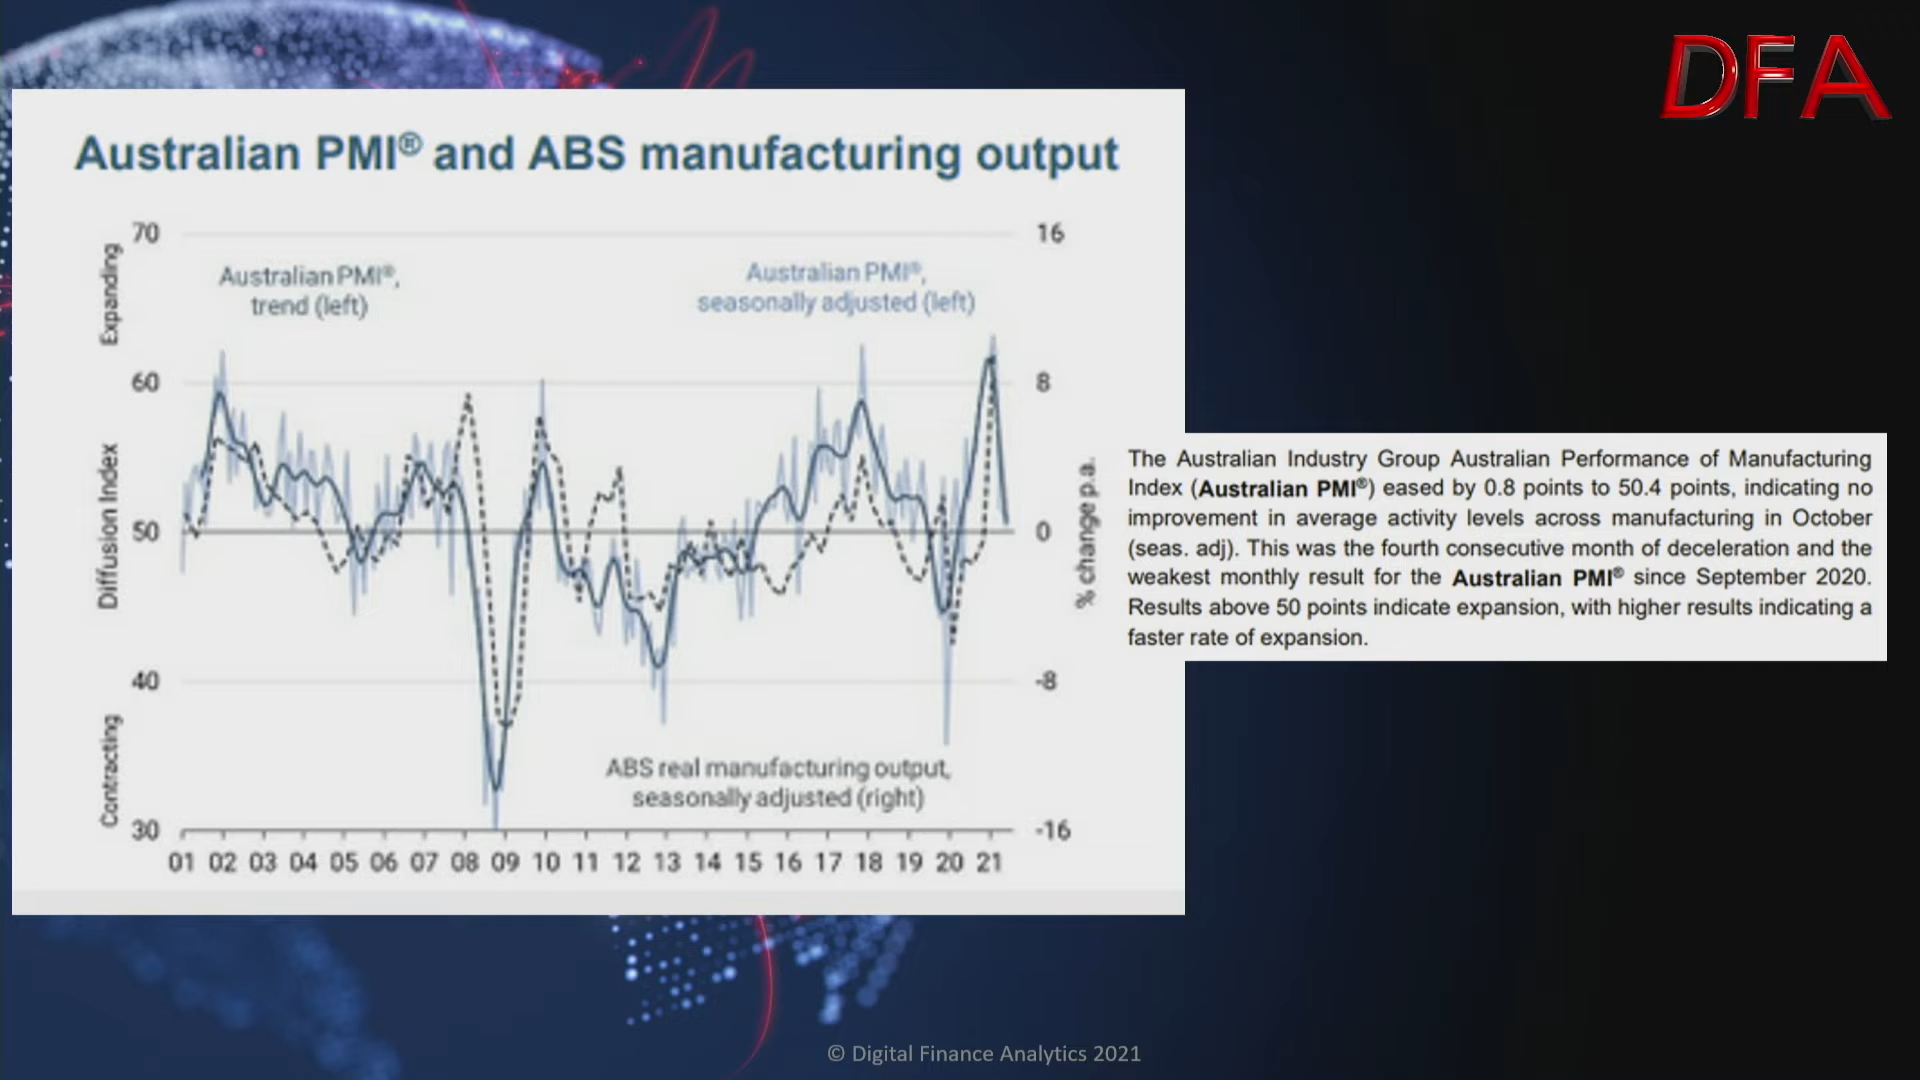 DFA
Australian PMI® and ABS manufacturing output
70
16
Expanding
Australian PMI®,
trend (left)
Australian PMI®,
seasonally adjusted (left)
60
8
Diffusion Index
50
0
% change p.a.
40
-8
Contracting
ABS real manufacturing output,
seasonally adjusted (right)
30
-16
01 02 03 04 05 06 07 08 09 10 11 12 13 14 15 16 17 18 19 20 21
The Australian Industry Group Australian Performance of Manufacturing
Index (Australian PMI®) eased by 0.8 points to 50.4 points, indicating no
improvement in average activity levels across manufacturing in October
(seas. adj). This was the fourth consecutive month of deceleration and the
weakest monthly result for the Australian PMI® since September 2020.
Results above 50 points indicate expansion, with higher results indicating a
faster rate of expansion.
© Digital Finance Analytics 2021